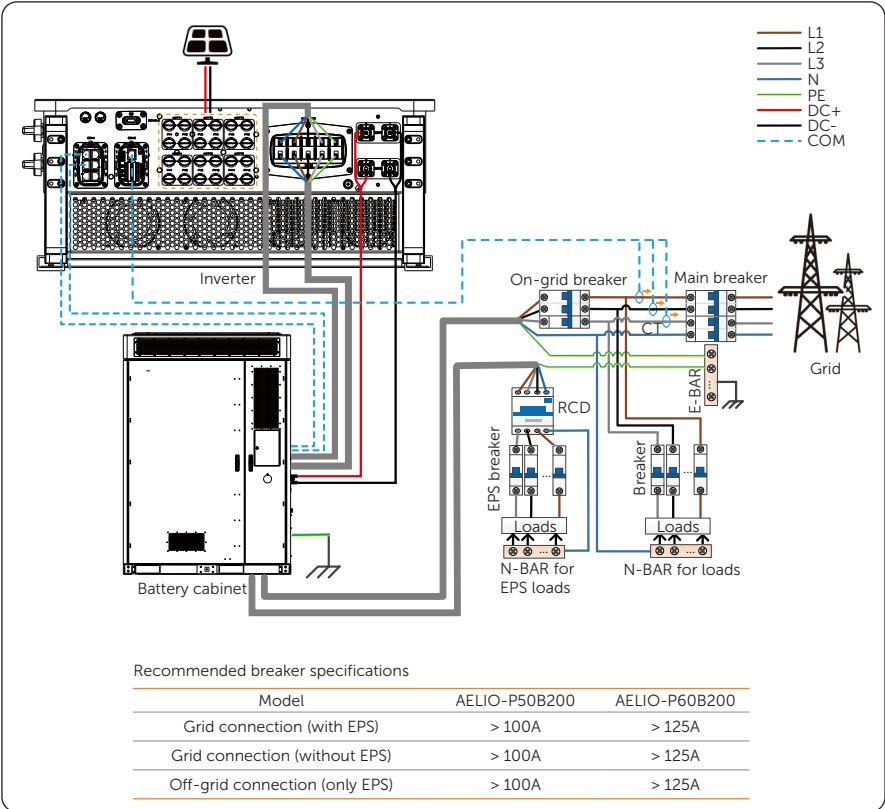 L1
L2
L3
N
PE
DC+
DC-
COM
Inverter
On-grid breaker
Main breaker
CT
Grid
E-BAR
RCD
EPS breaker
Breaker
Loads
Loads
N-BAR for
EPS loads
N-BAR for loads
Battery cabinet
Recommended breaker specifications
Model AELIO-P50B200 AELIO-P60B200
Grid connection (with EPS) > 100A > 125A
Grid connection (without EPS) > 100A > 125A
Off-grid connection (only EPS) > 100A > 125A